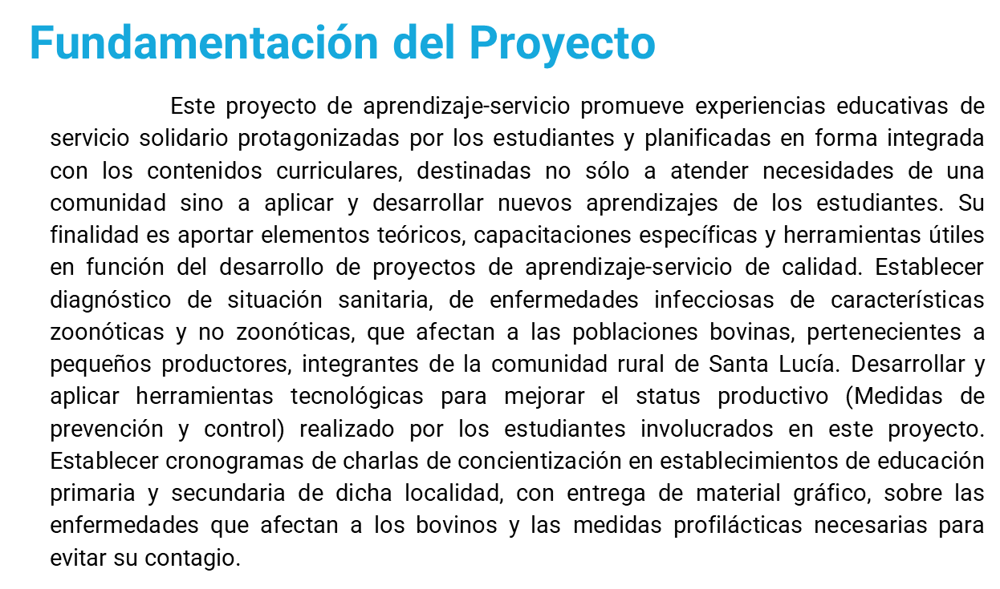 Fundamentación del Proyecto
Este proyecto de aprendizaje-servicio promueve experiencias educativas de
servicio solidario protagonizadas por los estudiantes y planificadas en forma integrada
con los contenidos curriculares, destinadas no sólo a atender necesidades de una
comunidad sino a aplicar y desarrollar nuevos aprendizajes de los estudiantes. Su
finalidad es aportar elementos teóricos, capacitaciones específicas y herramientas útiles
en función del desarrollo de proyectos de aprendizaje-servicio de calidad. Establecer
diagnóstico de situación sanitaria, de enfermedades infecciosas de características
zoonóticas y no zoonóticas, que afectan a las poblaciones bovinas, pertenecientes a
pequeños productores, integrantes de la comunidad rural de Santa Lucía. Desarrollar y
aplicar herramientas tecnológicas para mejorar el status productivo (Medidas de
prevención y control) realizado por los estudiantes involucrados en este proyecto.
Establecer cronogramas de charlas de concientización en establecimientos de educación
primaria y secundaria de dicha localidad, con entrega de material gráfico, sobre las
enfermedades que afectan a los bovinos y las medidas profilácticas necesarias para
evitar su contagio.